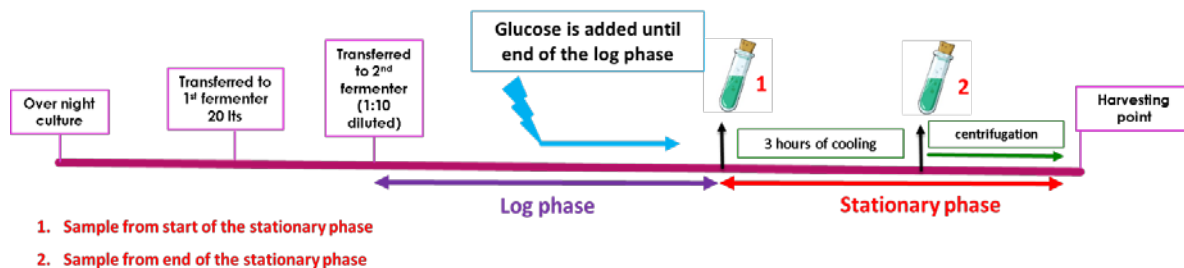 Over night
culture
Transferred to
1st fermenter
20 lts
Transferred
to 2nd
fermenter
(1:10
diluted)
Glucose is added until
end of the log phase
1
2
Harvesting
point
3 hours of cooling
centrifugation
Log phase
Stationary phase
1. Sample from start of the stationary phase
2. Sample from end of the stationary phase